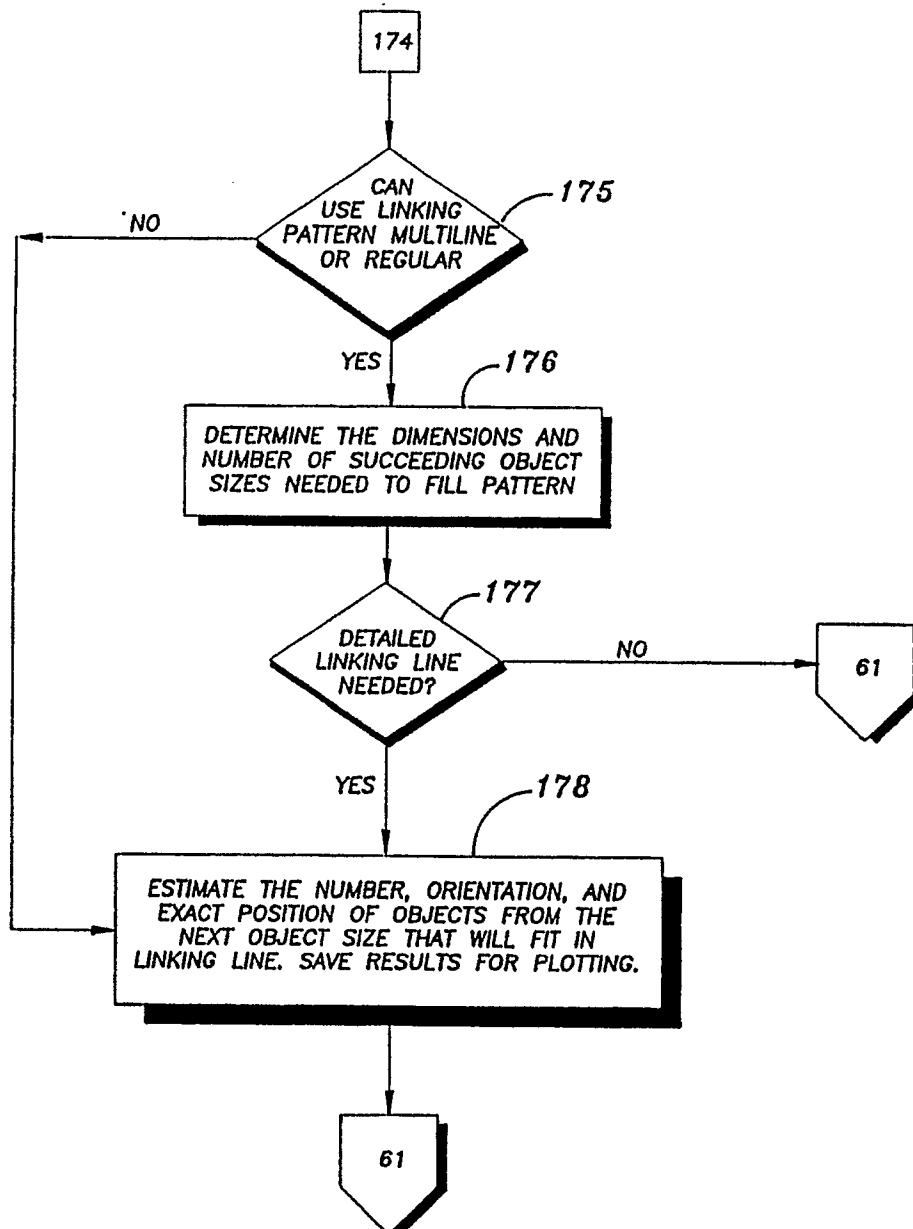 174
CAN
USE LINKING
PATTERN MULTILINE
OR REGULAR
175
NO
YES
176
DETERMINE THE DIMENSIONS AND
NUMBER OF SUCCEEDING OBJECT
SIZES NEEDED TO FILL PATTERN
177
DETAILED
LINKING LINE
NEEDED?
NO
61
YES
178
ESTIMATE THE NUMBER, ORIENTATION, AND
EXACT POSITION OF OBJECTS FROM THE
NEXT OBJECT SIZE THAT WILL FIT IN
LINKING LINE. SAVE RESULTS FOR PLOTTING.
61